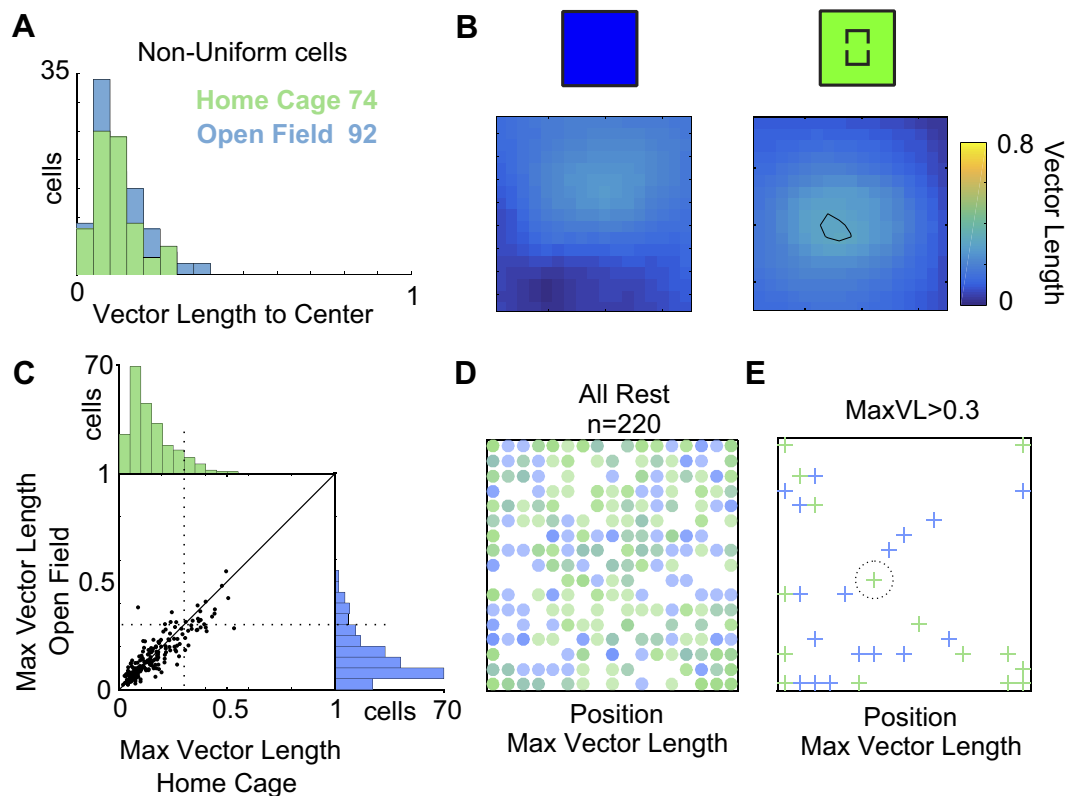 A
Non-Uniform cells
35
Home Cage 74
Open Field 92
cells
0
1
Vector Length to Center
B
0.8
0
Vector Length
C
70
cells
1
0.5
0
Max Vector Length
Open Field
0
0.5
1
cells 70
Max Vector Length
Home Cage
D
All Rest
n=220
Position
Max Vector Length
E
MaxVL>0.3
Position
Max Vector Length